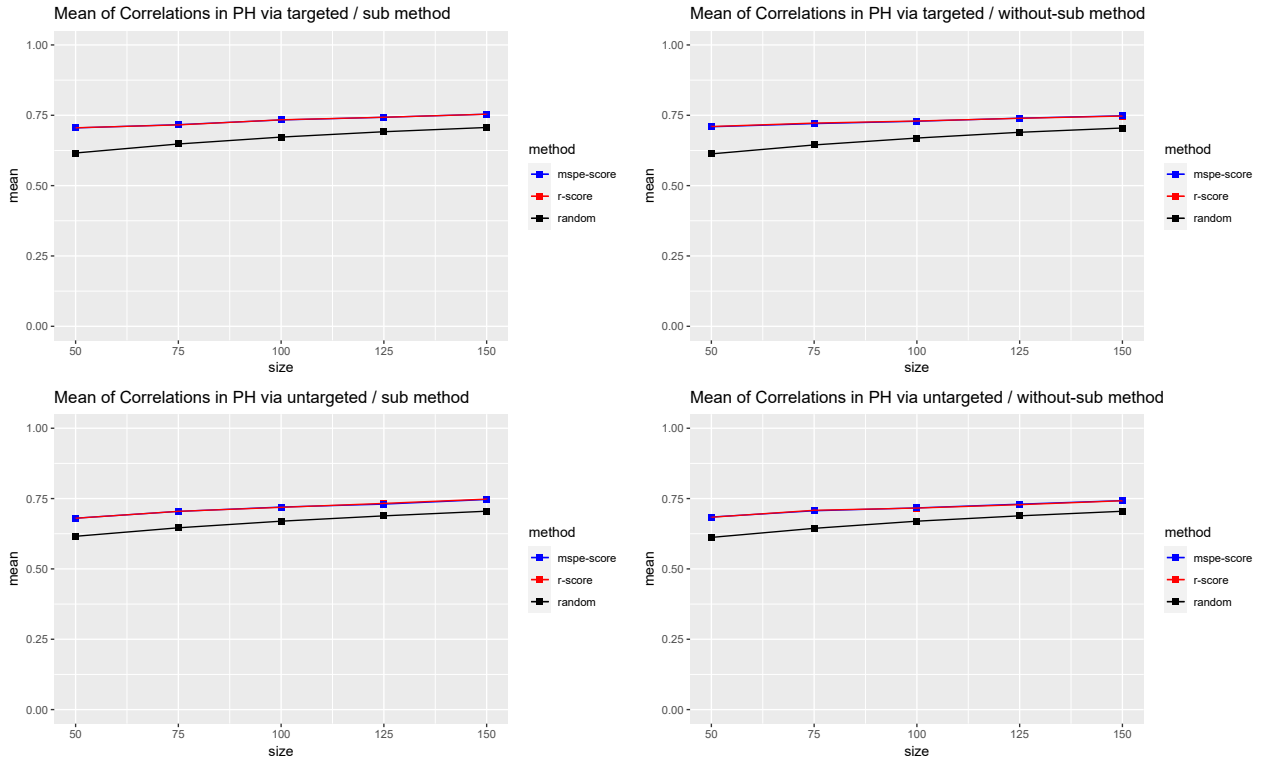 Mean of Correlations in PH via targeted / sub method
1.00
0.75
0.50
0.25
0.00
mean
50 75 100 125 150
size
method
mspe-score
r-score
random
Mean of Correlations in PH via targeted / without-sub method
1.00
0.75
0.50
0.25
0.00
mean
50 75 100 125 150
size
method
mspe-score
r-score
random
Mean of Correlations in PH via untargeted / sub method
1.00
0.75
0.50
0.25
0.00
mean
50 75 100 125 150
size
method
mspe-score
r-score
random
Mean of Correlations in PH via untargeted / without-sub method
1.00
0.75
0.50
0.25
0.00
mean
50 75 100 125 150
size
method
mspe-score
r-score
random